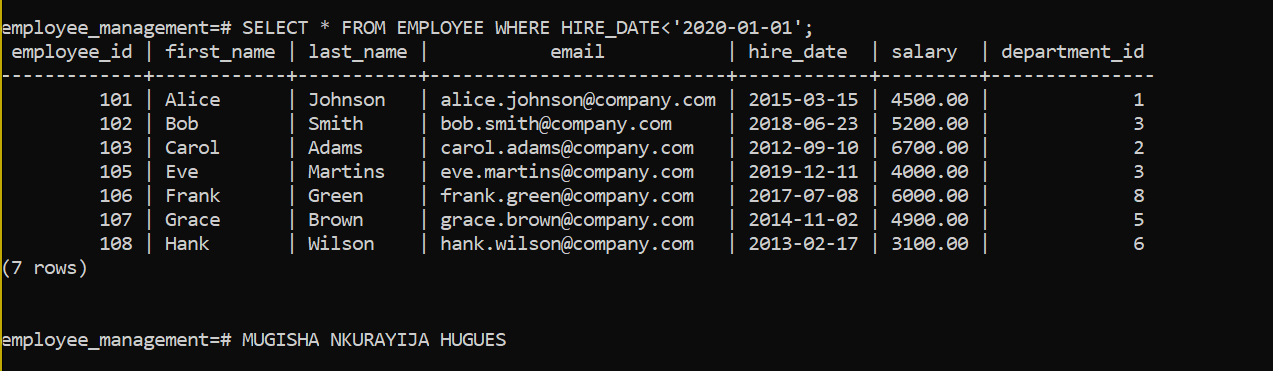 employee_management=# SELECT * FROM EMPLOYEE WHERE HIRE_DATE<'2020-01-01';
 employee_id | first_name | last_name |           email           | hire_date  | salary  | department_id
-------------+------------+-----------+---------------------------+------------+---------+---------------
         101 | Alice      | Johnson   | alice.johnson@company.com | 2015-03-15 | 4500.00 |             1
         102 | Bob        | Smith     | bob.smith@company.com     | 2018-06-23 | 5200.00 |             3
         103 | Carol      | Adams     | carol.adams@company.com   | 2012-09-10 | 6700.00 |             2
         105 | Eve        | Martins   | eve.martins@company.com   | 2019-12-11 | 4000.00 |             3
         106 | Frank      | Green     | frank.green@company.com   | 2017-07-08 | 6000.00 |             8
         107 | Grace      | Brown     | grace.brown@company.com   | 2014-11-02 | 4900.00 |             5
         108 | Hank       | Wilson    | hank.wilson@company.com   | 2013-02-17 | 3100.00 |             6
(7 rows)
employee_management=# MUGISHA NKURAYIJA HUGUES